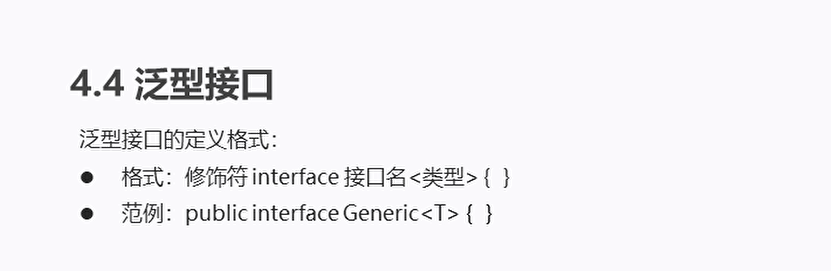 4.4 泛型接口
泛型接口的定义格式：
● 格式：修饰符 interface 接口名<类型> { }
● 范例：public interface Generic<T> { }